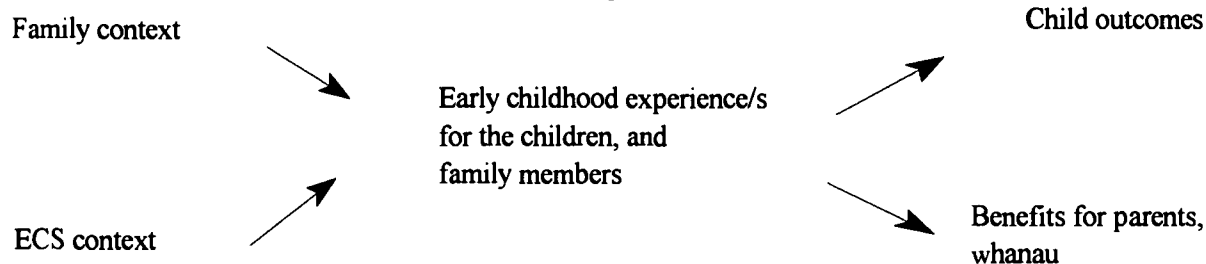 Family context
Child outcomes
Early childhood experience/s
for the children, and
family members
ECS context
Benefits for parents,
whanau